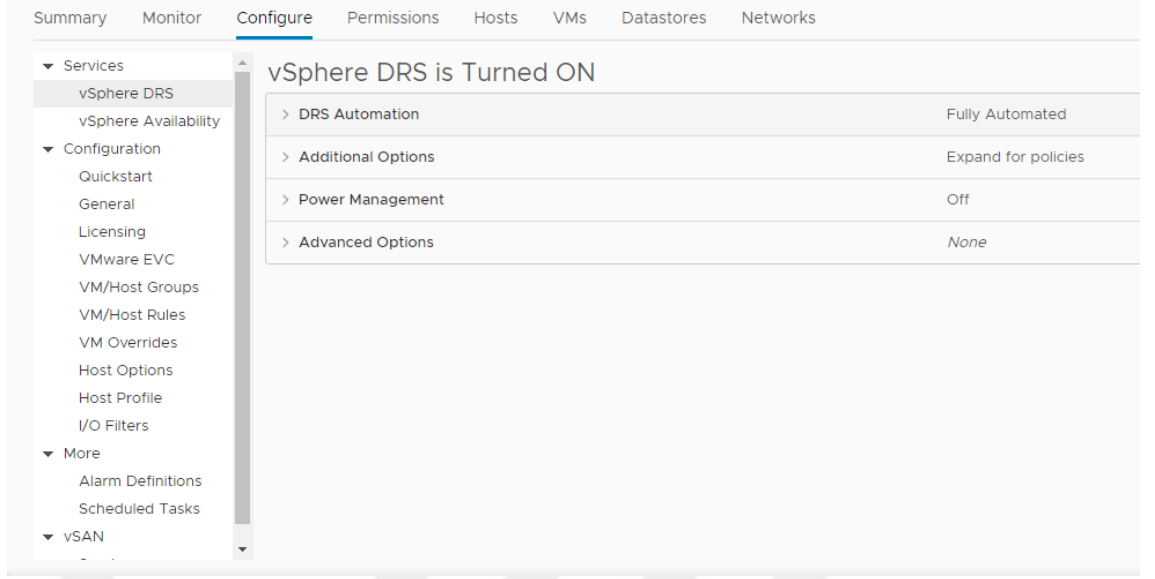 Summary Monitor Configure Permissions Hosts VMs Datastores Networks
Services
vSphere DRS
vSphere Availability
Configuration
Quickstart
General
Licensing
VMware EVC
VM/Host Groups
VM/Host Rules
VM Overrides
Host Options
Host Profile
I/O Filters
More
Alarm Definitions
Scheduled Tasks
vSAN
vSphere DRS is Turned ON
DRS Automation Fully Automated
Additional Options Expand for policies
Power Management Off
Advanced Options None